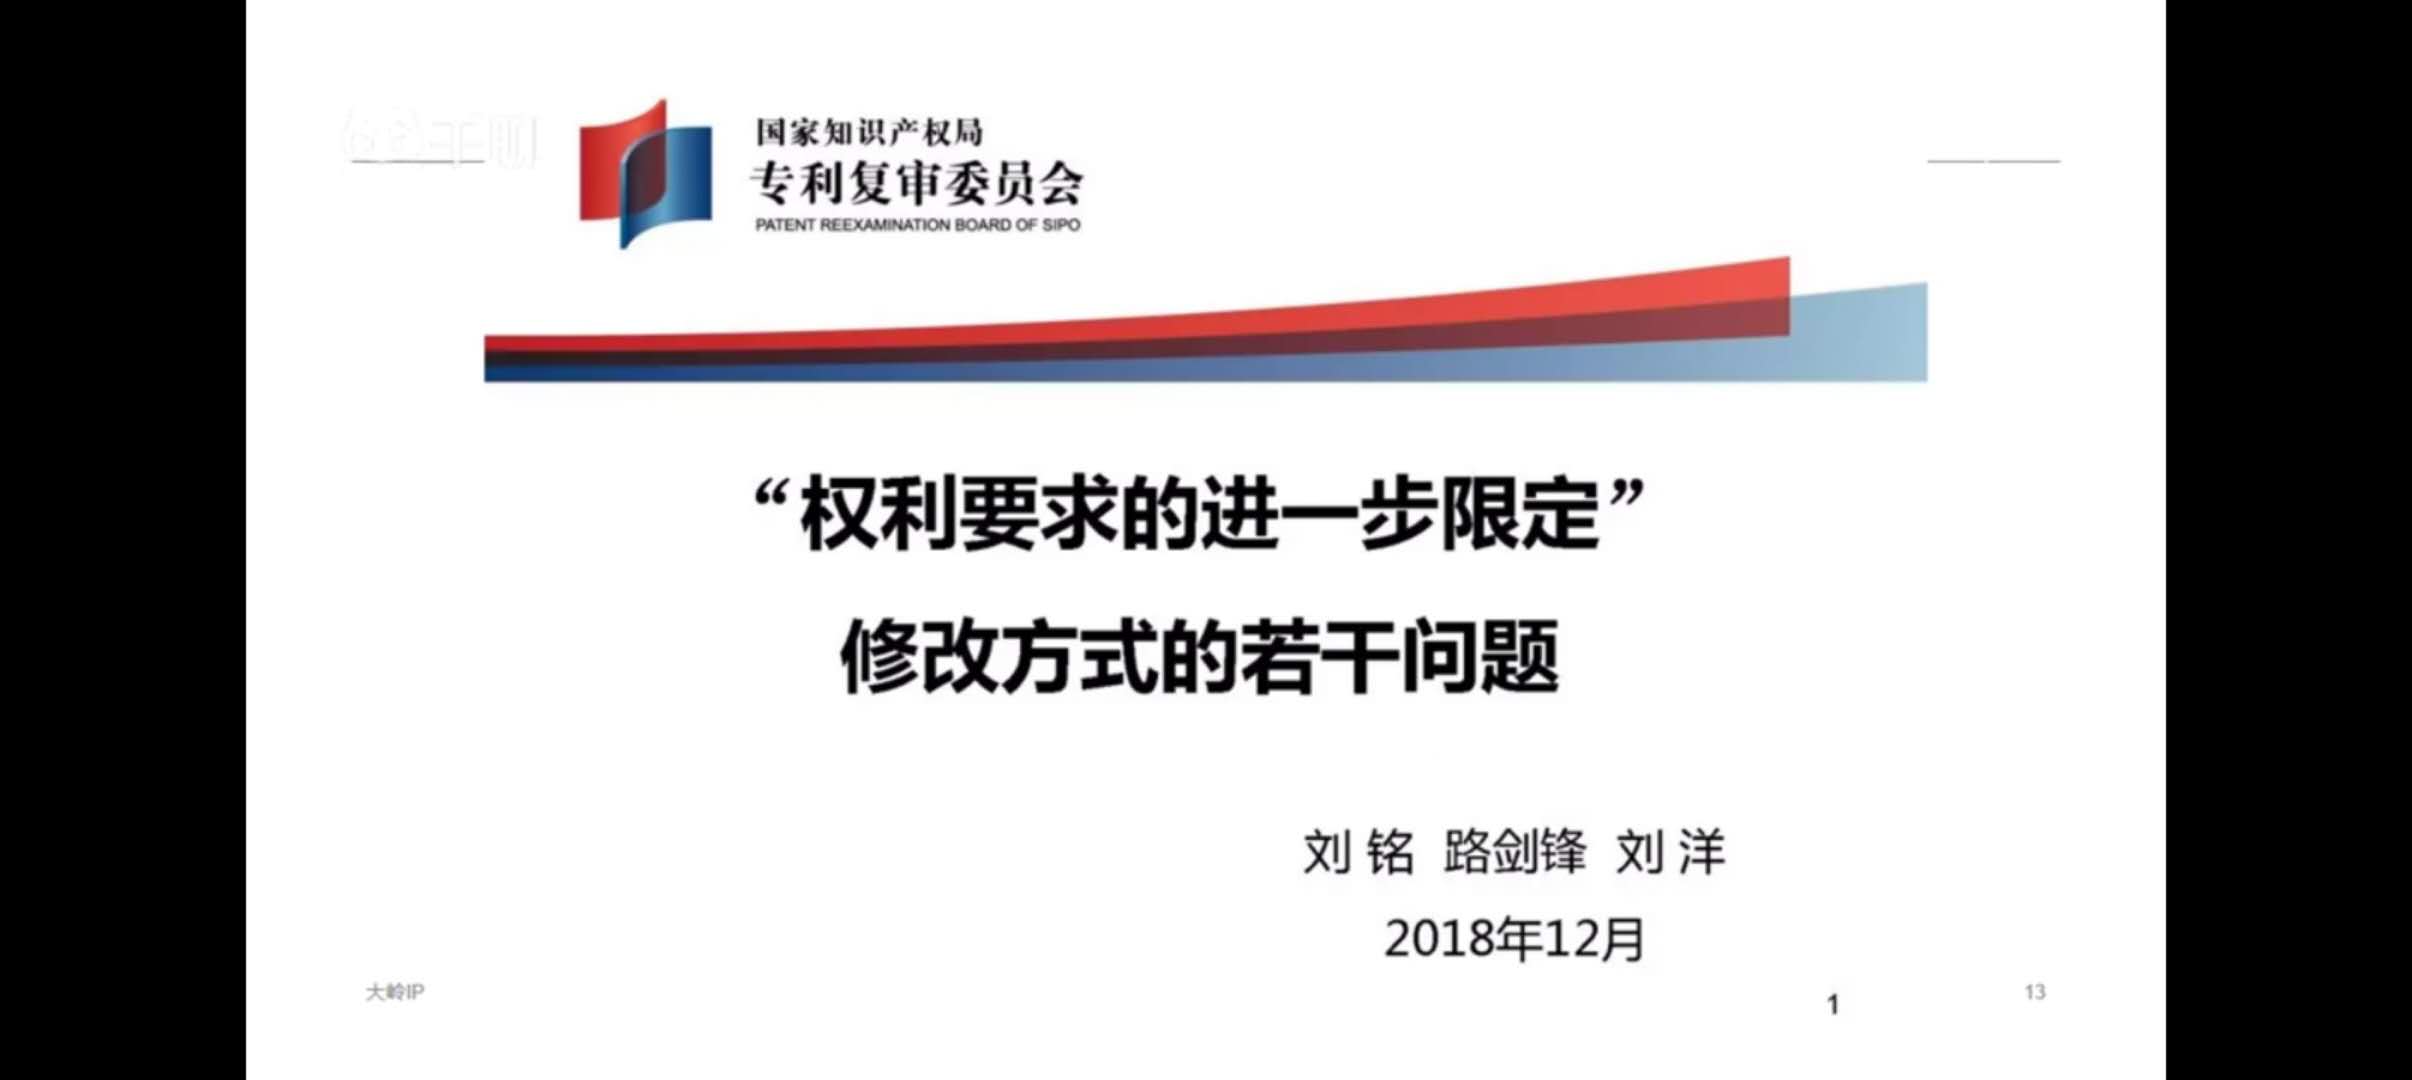 国家知识产权局
专利复审委员会
PATENT REEXAMINATION BOARD OF SIPO
“权利要求的进一步限定”
修改方式的若干问题
刘 铭 路剑锋 刘 洋
2018年12月
大岭IP
1
13